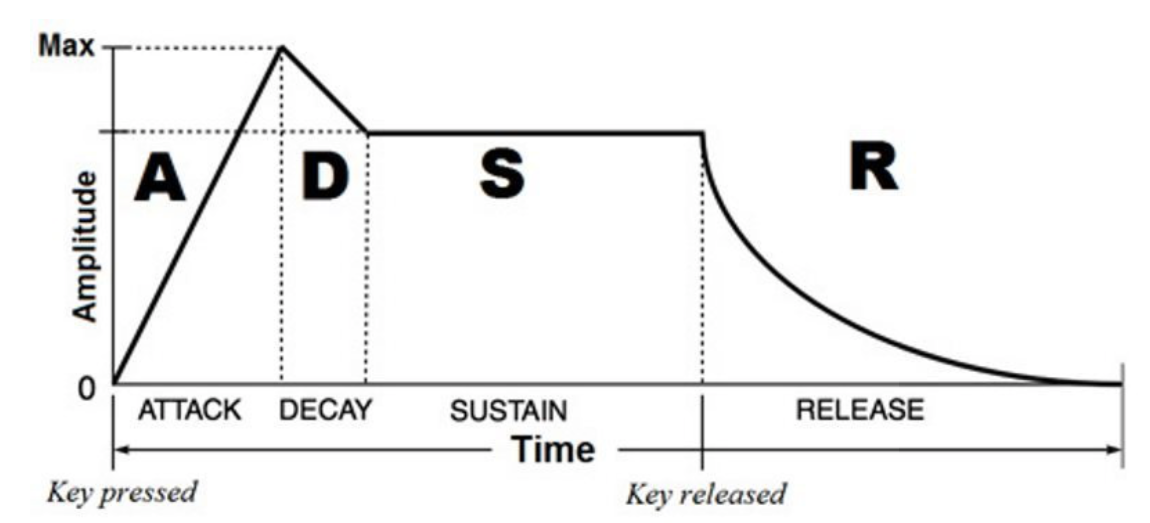 Max
A D S R
Amplitude
0
ATTACK DECAY SUSTAIN RELEASE
Time
Key pressed Key released